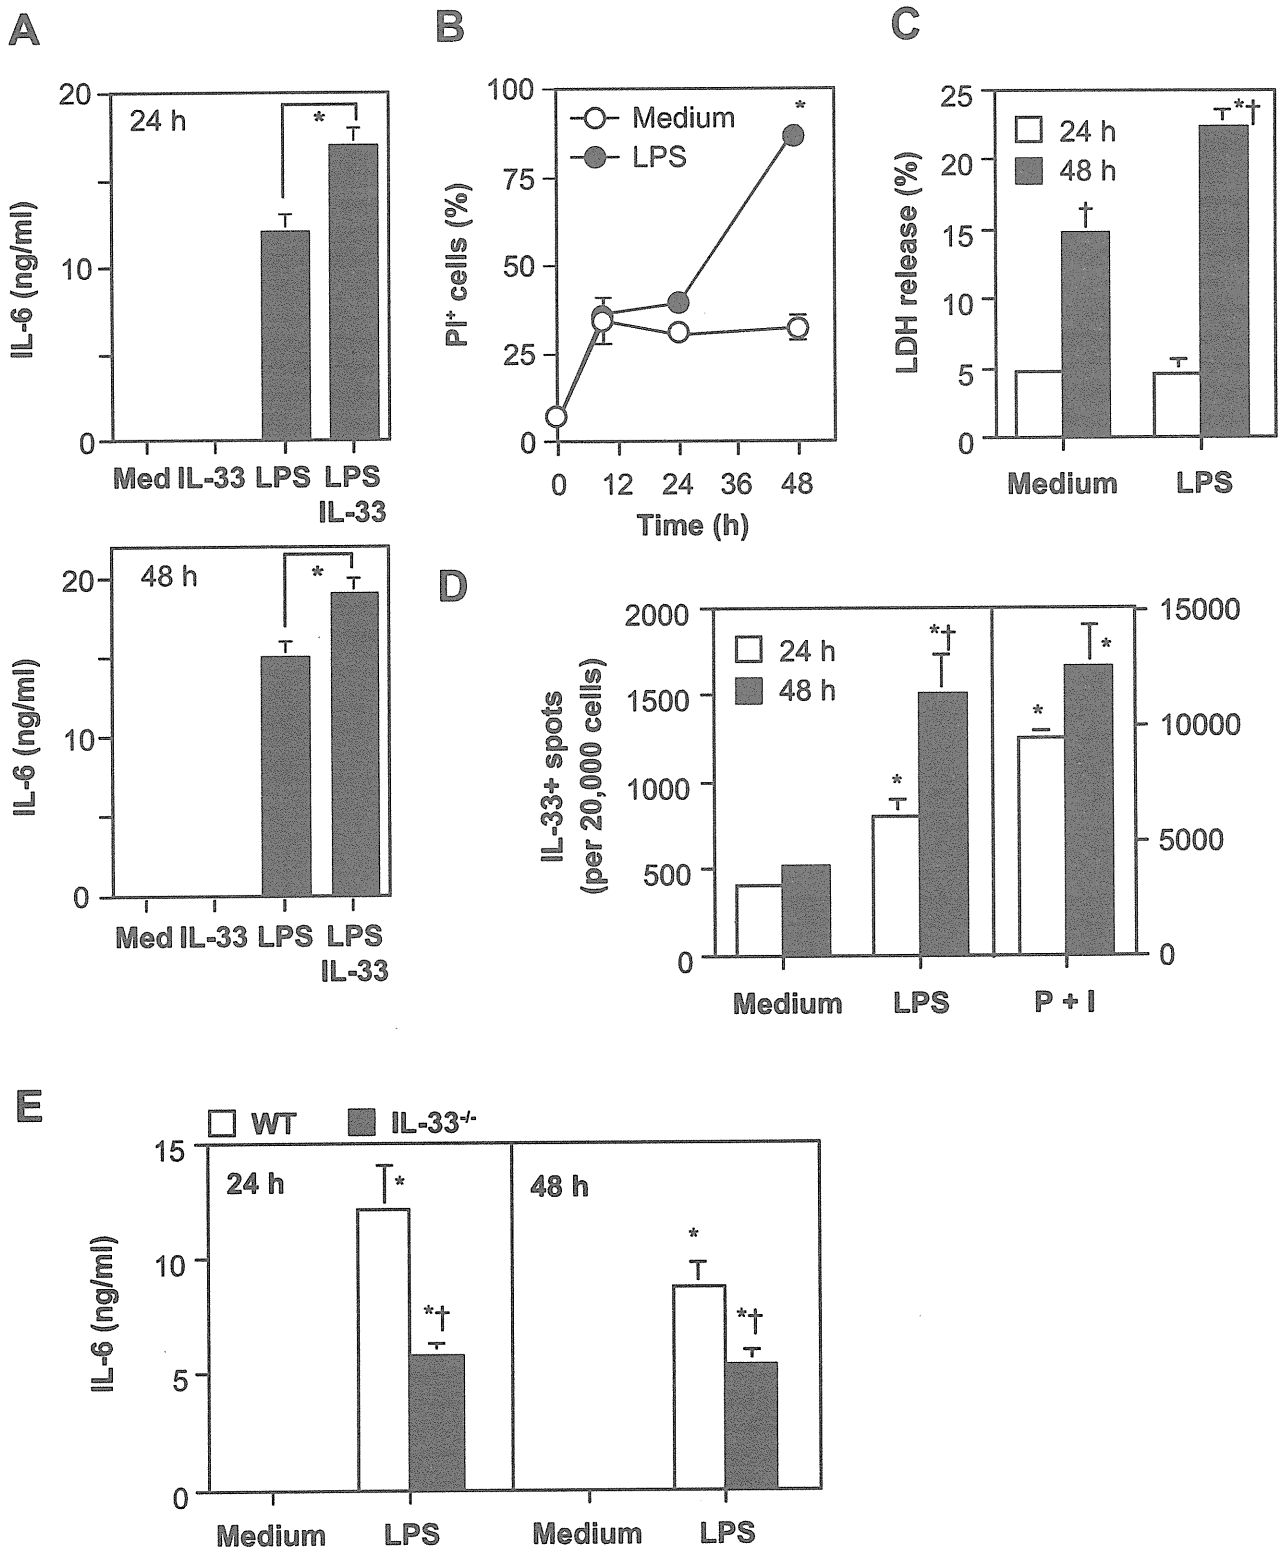 A
20
24 h
*
10
0
IL-6 (ng/ml)
Med IL-33 LPS LPS
IL-33
48 h
*
20
10
0
IL-6 (ng/ml)
Med IL-33 LPS LPS
IL-33
B
100
75
50
25
0
PI+ cells (%)
Medium
LPS
*
0 12 24 36 48
Time (h)
C
25
20
15
10
5
0
LDH release (%)
24 h
48 h
†
*†
Medium LPS
D
2000
1500
1000
500
0
IL-33+ spots
(per 20,000 cells)
24 h
48 h
*
*†
*
*
15000
10000
5000
0
Medium LPS P + I
E
WT IL-33-/-
15
10
5
0
IL-6 (ng/ml)
24 h
*
*†
48 h
*
*†
Medium LPS Medium LPS